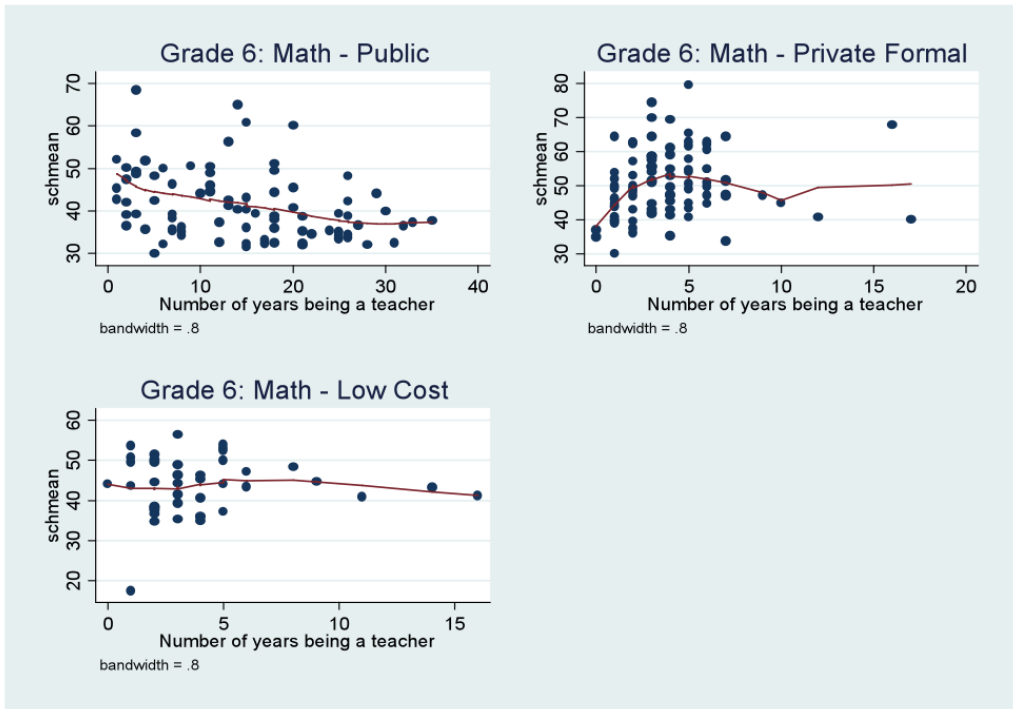 Grade 6: Math - Public
schmean
70
60
50
40
30
0
10
20
30
40
Number of years being a teacher
bandwidth = .8
Grade 6: Math - Private Formal
schmean
80
70
60
50
40
30
0
5
10
15
20
Number of years being a teacher
bandwidth = .8
Grade 6: Math - Low Cost
schmean
60
50
40
30
20
0
5
10
15
Number of years being a teacher
bandwidth = .8